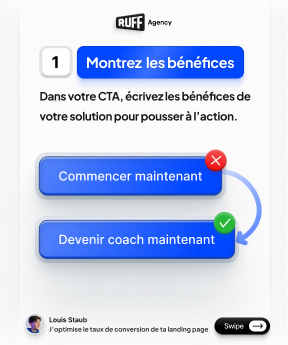 RUFF Agency
1 Montrez les bénéfices
Dans votre CTA, écrivez les bénéfices de
votre solution pour pousser à l'action.
Commencer maintenant
Devenir coach maintenant
Louis Staub
J'optimise le taux de conversion de ta landing page
Swipe